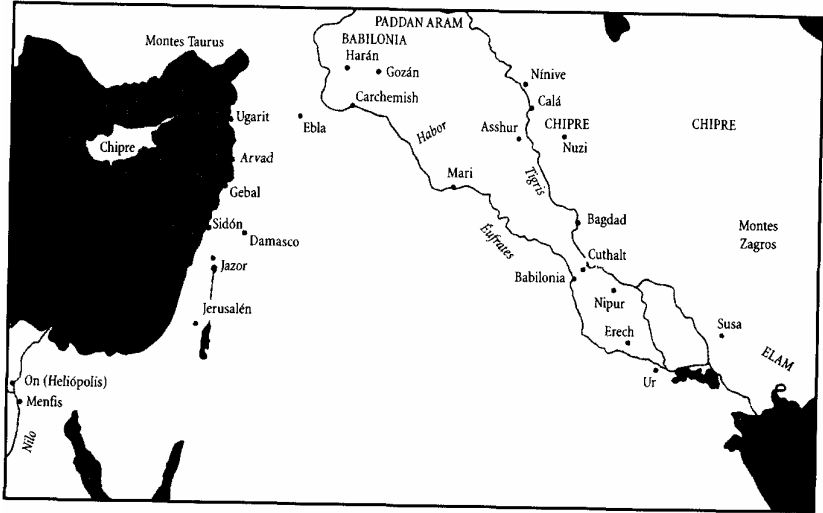 PADDAN ARAM
BABILONIA
Montes Taurus
Harán
Gozán
Nínive
Carchemish
Calá
Ugarit
Ebla
Habor
Asshur
CHIPRE
CHIPRE
Nuzi
Chipre
Arvad
Mari
Tigris
Gebal
Sidón
Damasco
Bagdad
Montes
Zagros
Éufrates
Jazor
Cuthalt
Babilonia
Nipur
Jerusalén
Erech
Susa
ELAM
Ur
On (Heliópolis)
Menfis
Nilo